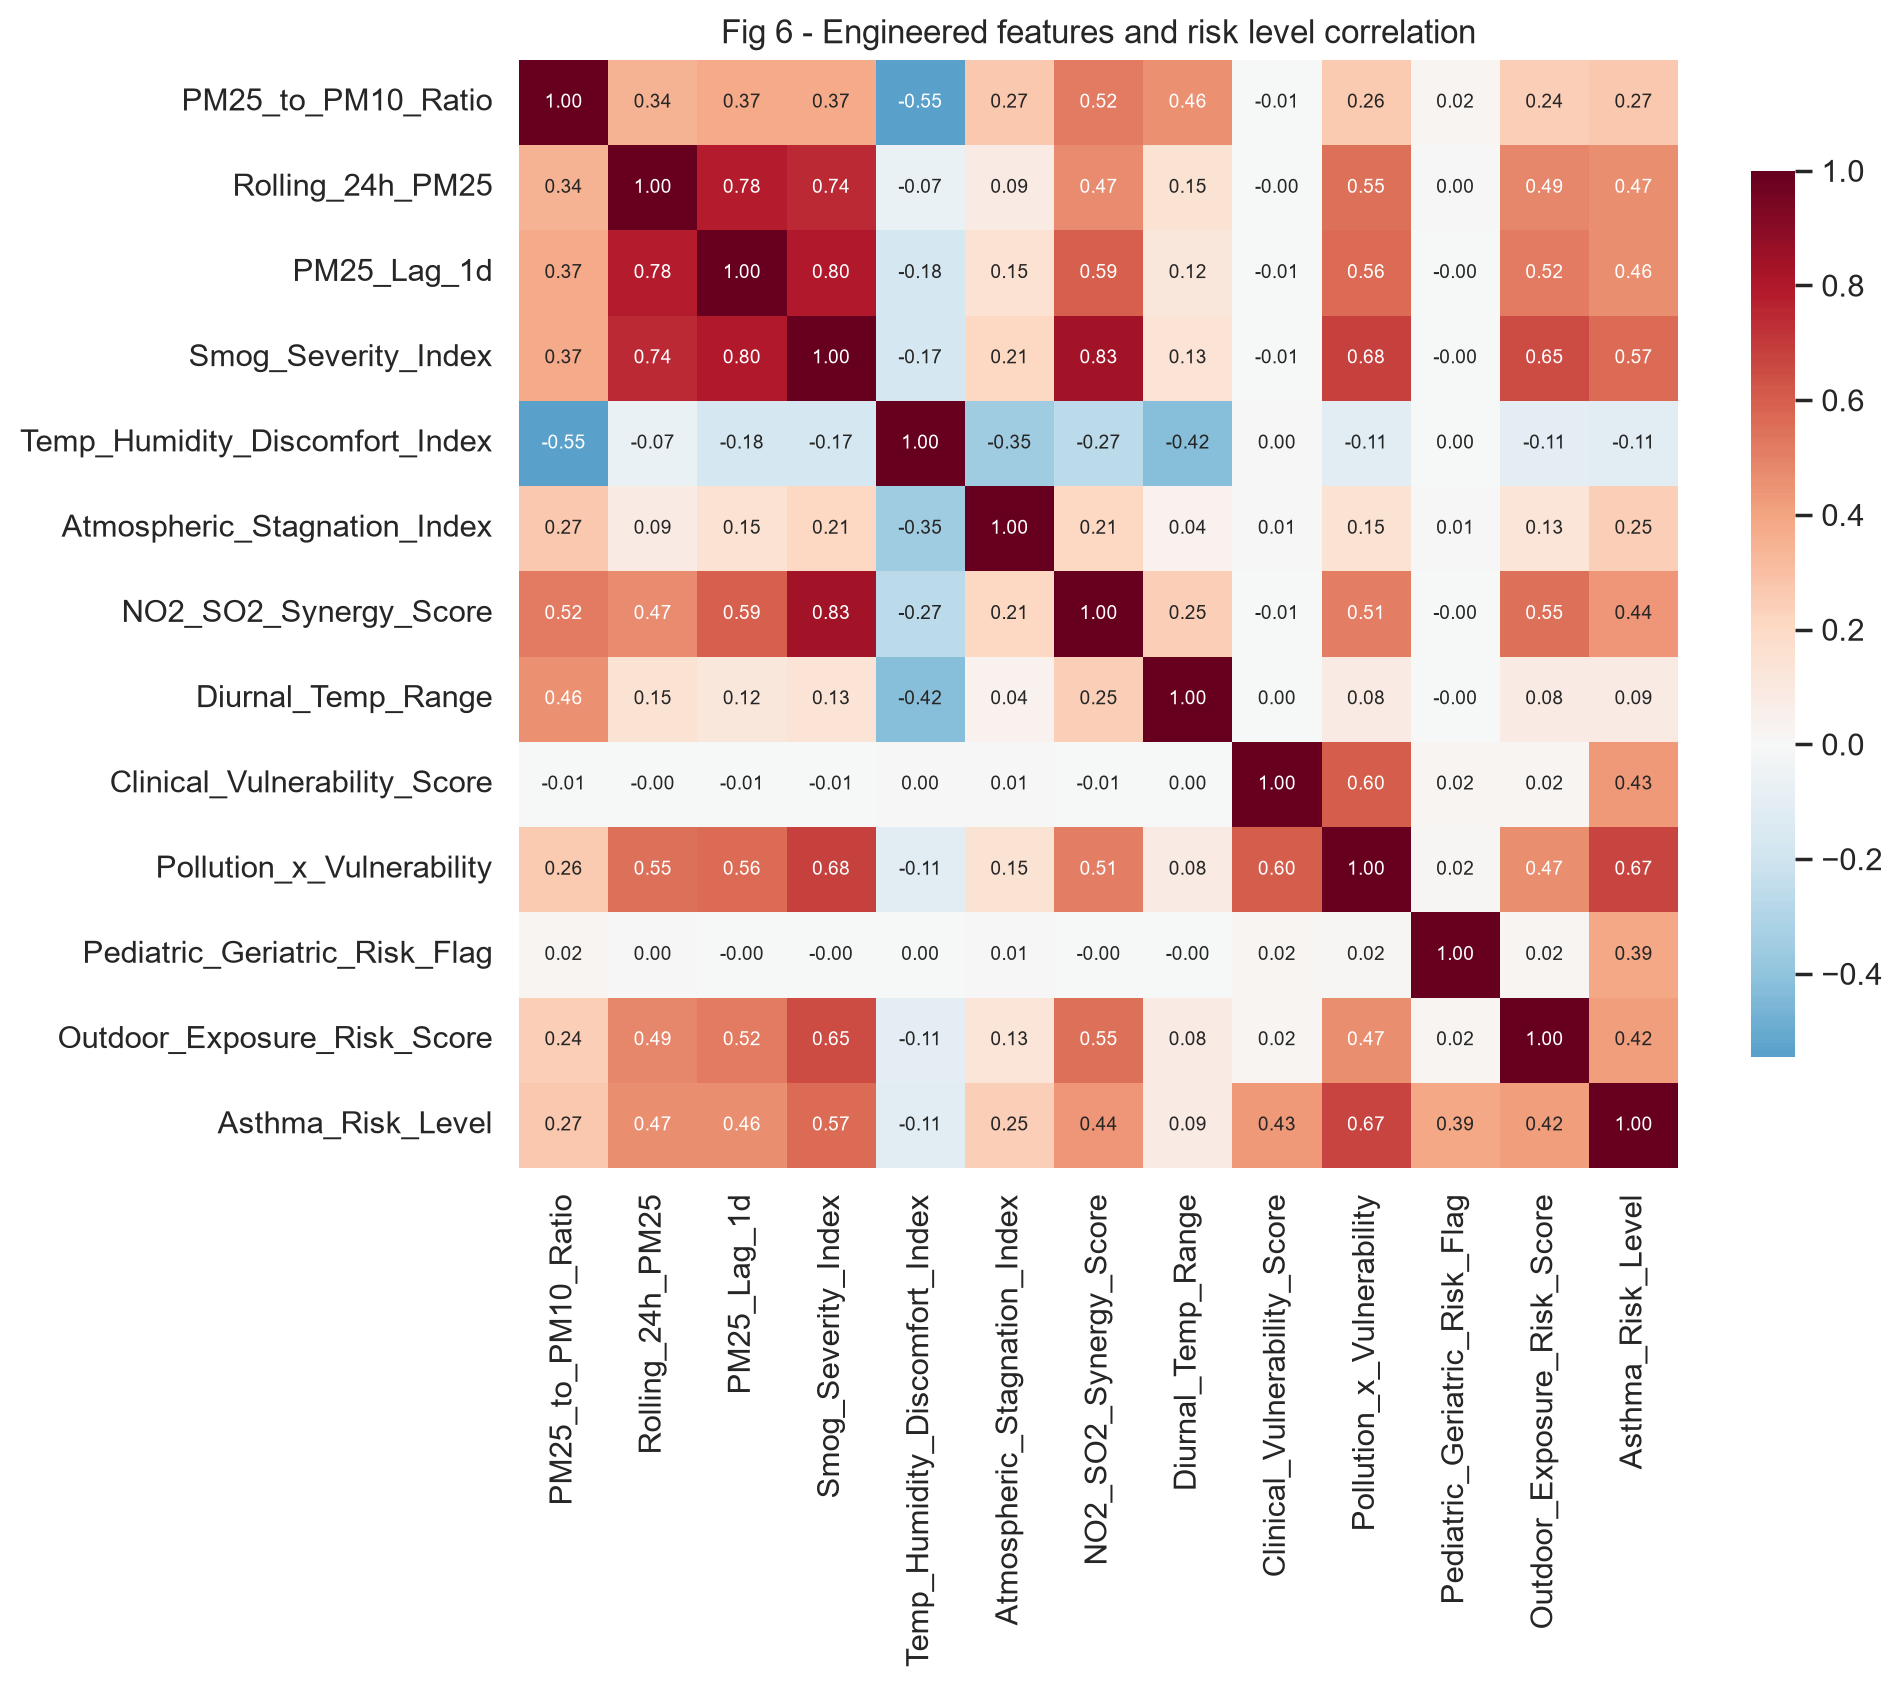 Fig 6 - Engineered features and risk level correlation
PM25_to_PM10_Ratio 1.00 0.34 0.37 0.37 -0.55 0.27 0.52 0.46 -0.01 0.26 0.02 0.24 0.27
Rolling_24h_PM25 0.34 1.00 0.78 0.74 -0.07 0.09 0.47 0.15 -0.00 0.55 0.00 0.49 0.47
PM25_Lag_1d 0.37 0.78 1.00 0.80 -0.18 0.15 0.59 0.12 -0.01 0.56 -0.00 0.52 0.46
Smog_Severity_Index 0.37 0.74 0.80 1.00 -0.17 0.21 0.83 0.13 -0.01 0.68 -0.00 0.65 0.57
Temp_Humidity_Discomfort_Index -0.55 -0.07 -0.18 -0.17 1.00 -0.35 -0.27 -0.42 0.00 -0.11 0.00 -0.11 -0.11
Atmospheric_Stagnation_Index 0.27 0.09 0.15 0.21 -0.35 1.00 0.21 0.04 0.01 0.15 0.01 0.13 0.25
NO2_SO2_Synergy_Score 0.52 0.47 0.59 0.83 -0.27 0.21 1.00 0.25 -0.01 0.51 -0.00 0.55 0.44
Diurnal_Temp_Range 0.46 0.15 0.12 0.13 -0.42 0.04 0.25 1.00 0.00 0.08 -0.00 0.08 0.09
Clinical_Vulnerability_Score -0.01 -0.00 -0.01 -0.01 0.00 0.01 -0.01 0.00 1.00 0.60 0.02 0.02 0.43
Pollution_x_Vulnerability 0.26 0.55 0.56 0.68 -0.11 0.15 0.51 0.08 0.60 1.00 0.02 0.47 0.67
Pediatric_Geriatric_Risk_Flag 0.02 0.00 -0.00 -0.00 0.00 0.01 -0.00 -0.00 0.02 0.02 1.00 0.02 0.39
Outdoor_Exposure_Risk_Score 0.24 0.49 0.52 0.65 -0.11 0.13 0.55 0.08 0.02 0.47 0.02 1.00 0.42
Asthma_Risk_Level 0.27 0.47 0.46 0.57 -0.11 0.25 0.44 0.09 0.43 0.67 0.39 0.42 1.00
PM25_to_PM10_Ratio
Rolling_24h_PM25
PM25_Lag_1d
Smog_Severity_Index
Temp_Humidity_Discomfort_Index
Atmospheric_Stagnation_Index
NO2_SO2_Synergy_Score
Diurnal_Temp_Range
Clinical_Vulnerability_Score
Pollution_x_Vulnerability
Pediatric_Geriatric_Risk_Flag
Outdoor_Exposure_Risk_Score
Asthma_Risk_Level
1.0
0.8
0.6
0.4
0.2
0.0
−0.2
−0.4